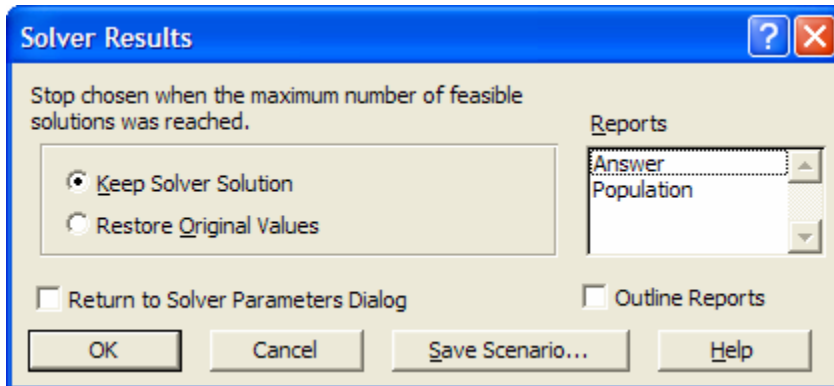 Solver Results
?
Stop chosen when the maximum number of feasible
solutions was reached.
Reports
Keep Solver Solution
Restore Original Values
Answer
Population
Return to Solver Parameters Dialog
Outline Reports
OK
Cancel
Save Scenario...
Help